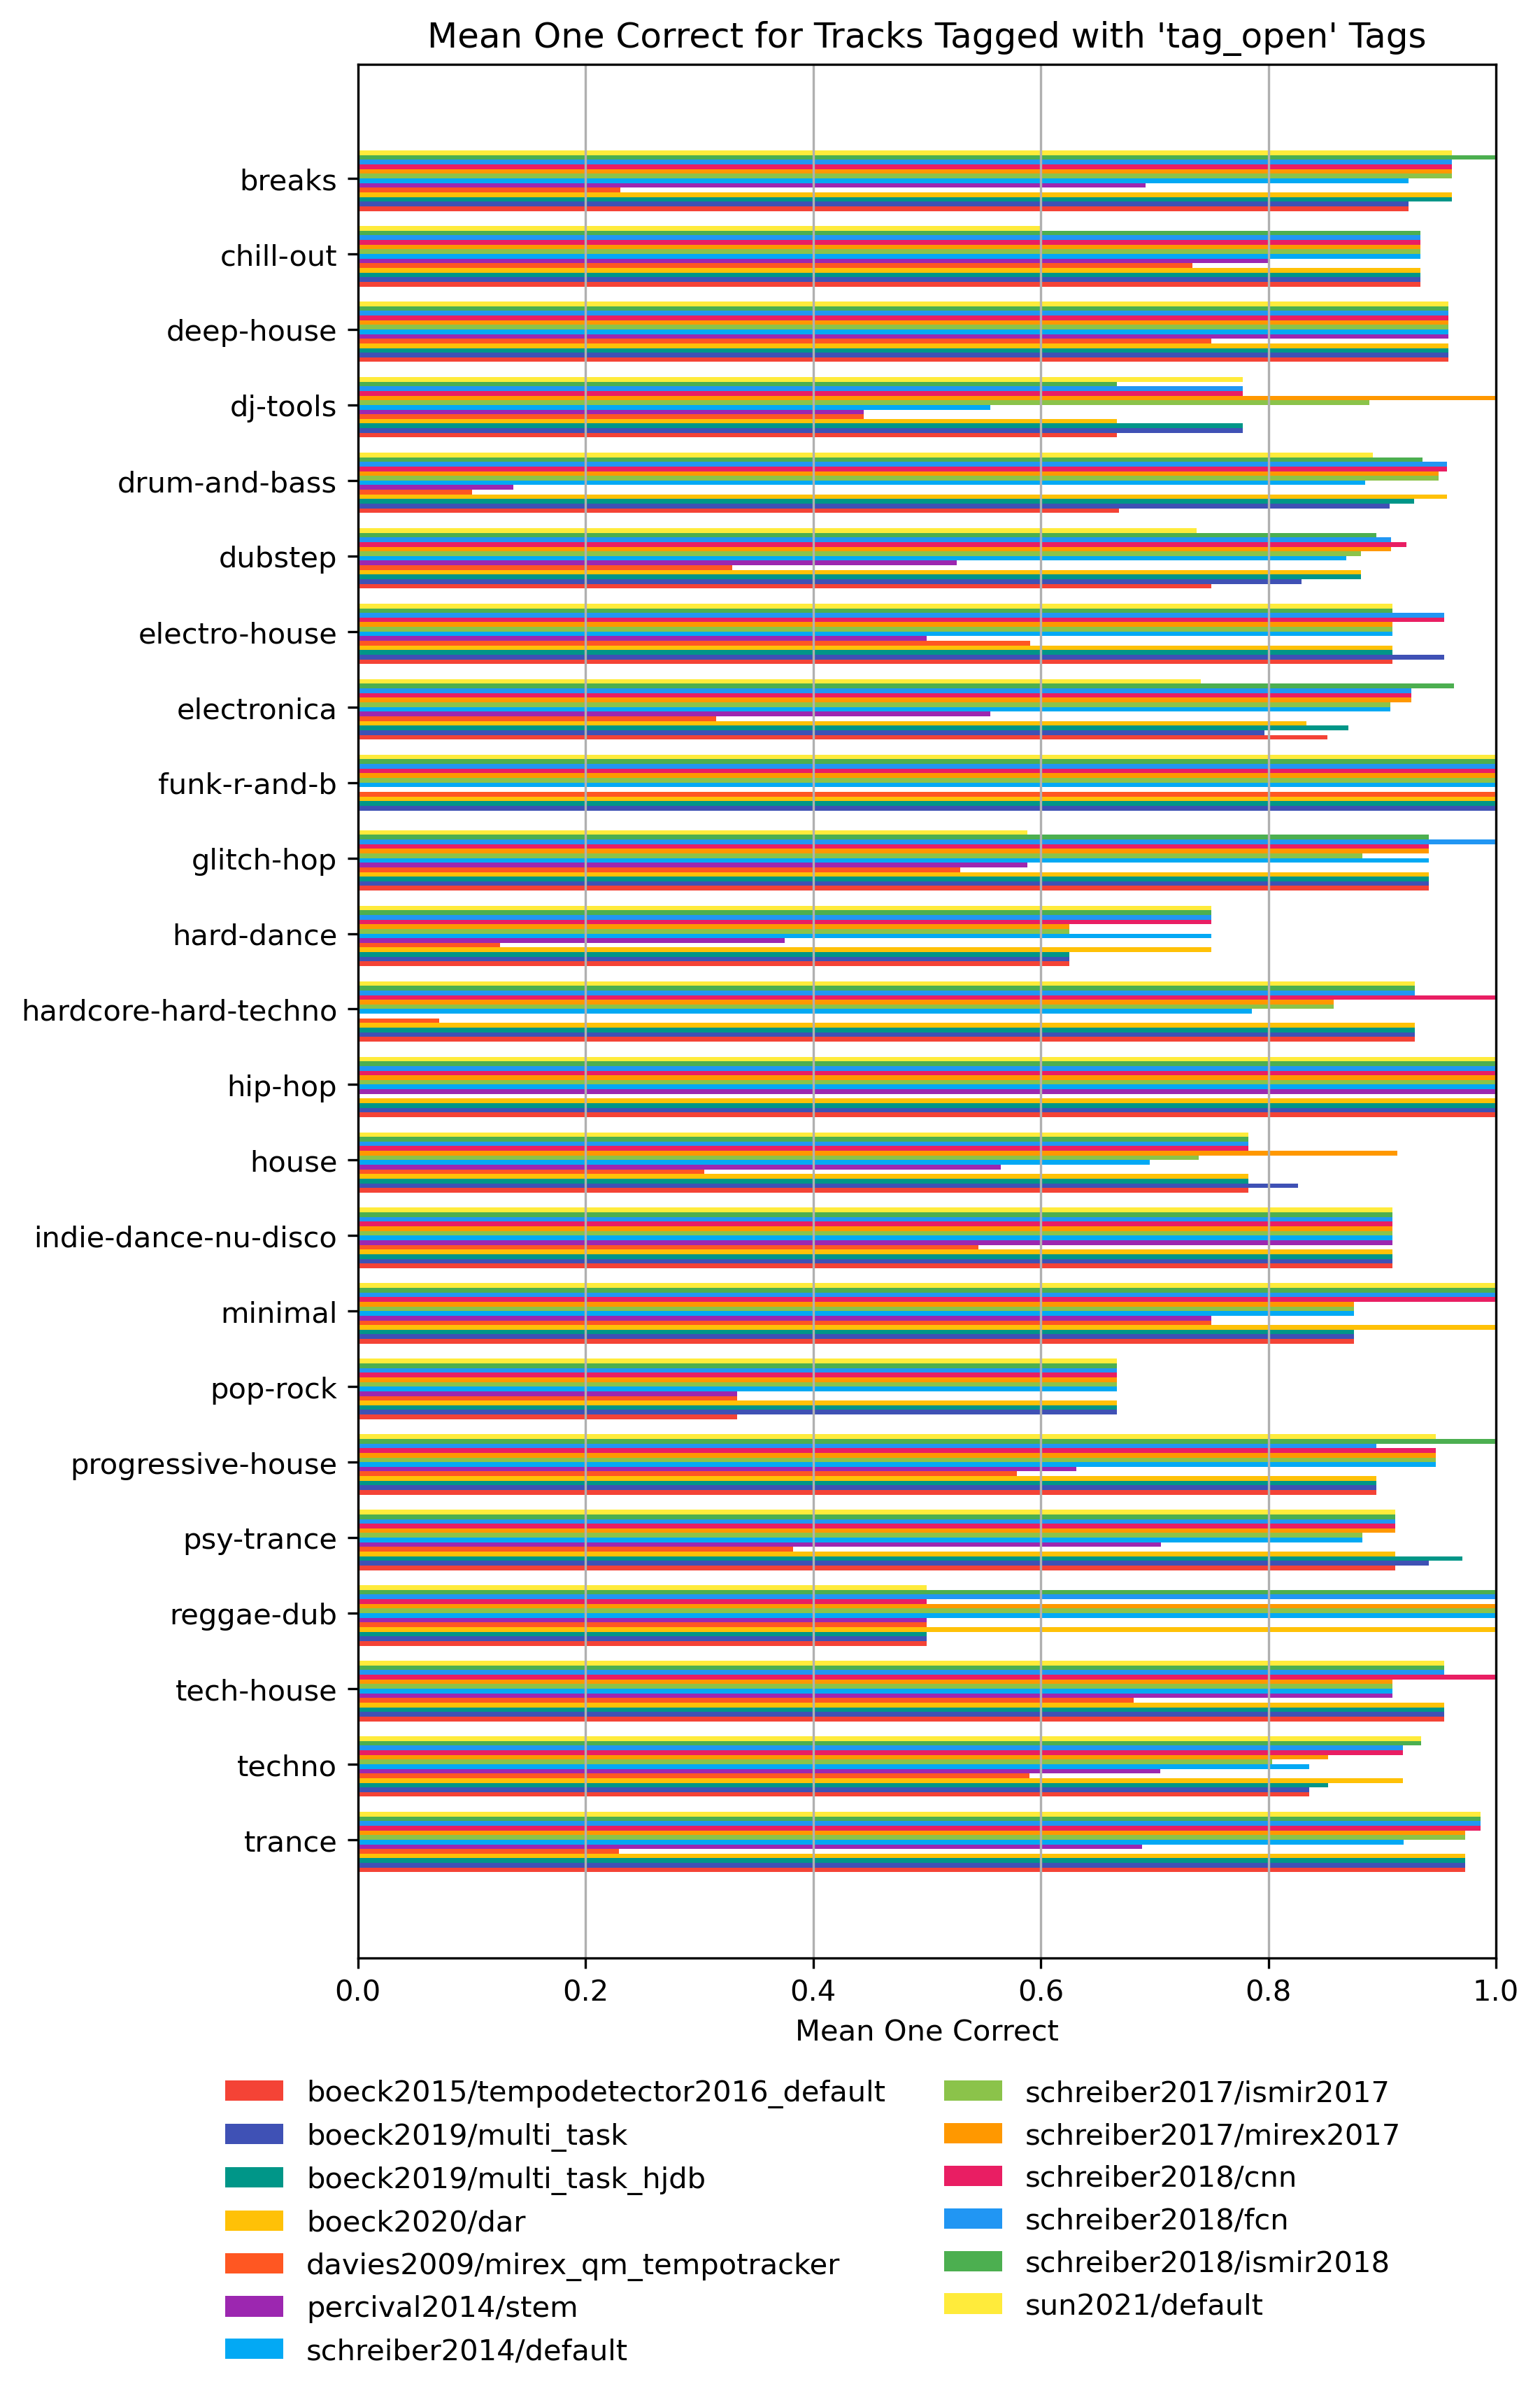 Mean One Correct for Tracks Tagged with 'tag_open' Tags
breaks
chill-out
deep-house
dj-tools
drum-and-bass
dubstep
electro-house
electronica
funk-r-and-b
glitch-hop
hard-dance
hardcore-hard-techno
hip-hop
house
indie-dance-nu-disco
minimal
pop-rock
progressive-house
psy-trance
reggae-dub
tech-house
techno
trance
0.0 0.2 0.4 0.6 0.8 1.0
Mean One Correct
boeck2015/tempodetector2016_default
boeck2019/multi_task
boeck2019/multi_task_hjdb
boeck2020/dar
davies2009/mirex_qm_tempotracker
percival2014/stem
schreiber2014/default
schreiber2017/ismir2017
schreiber2017/mirex2017
schreiber2018/cnn
schreiber2018/fcn
schreiber2018/ismir2018
sun2021/default